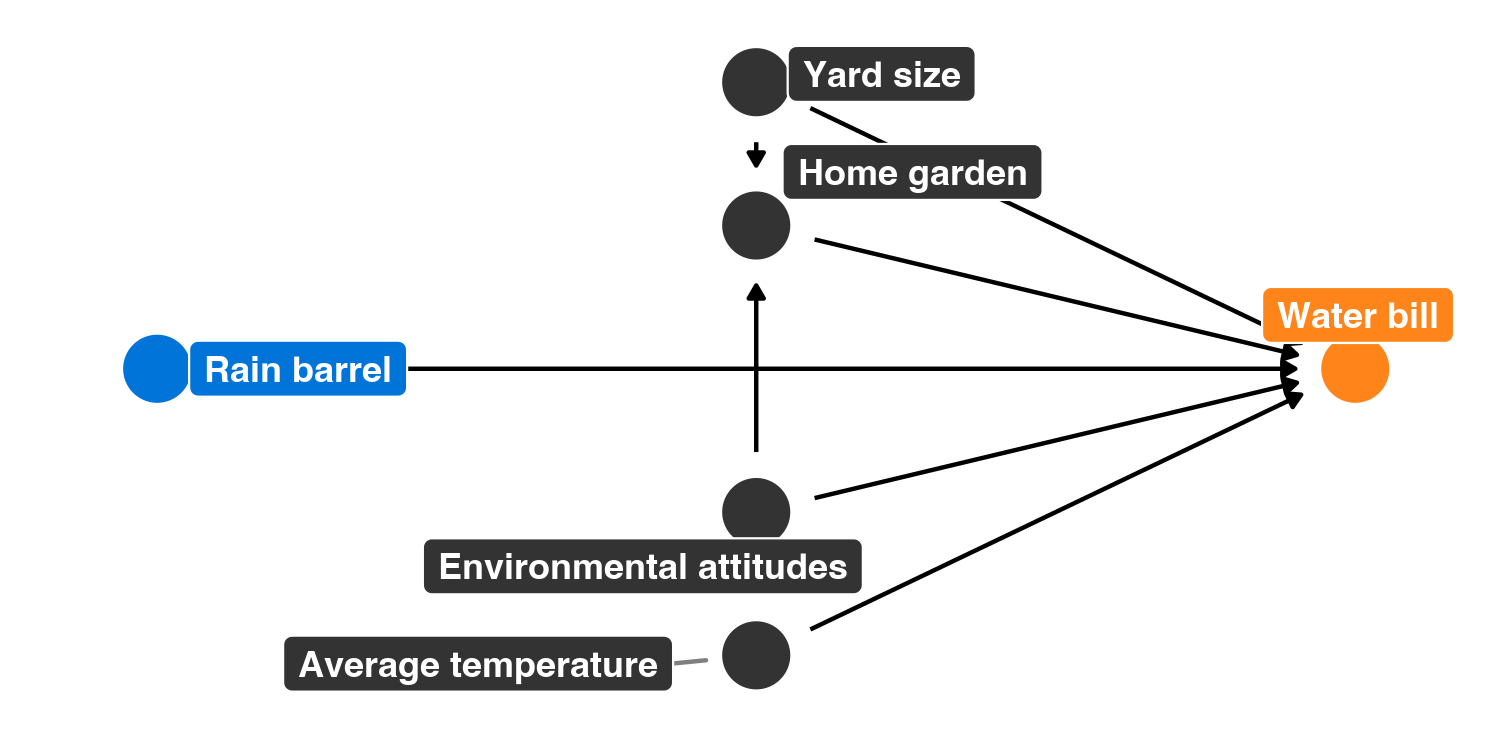 Yard size
Home garden
Water bill
Rain barrel
Environmental attitudes
Average temperature